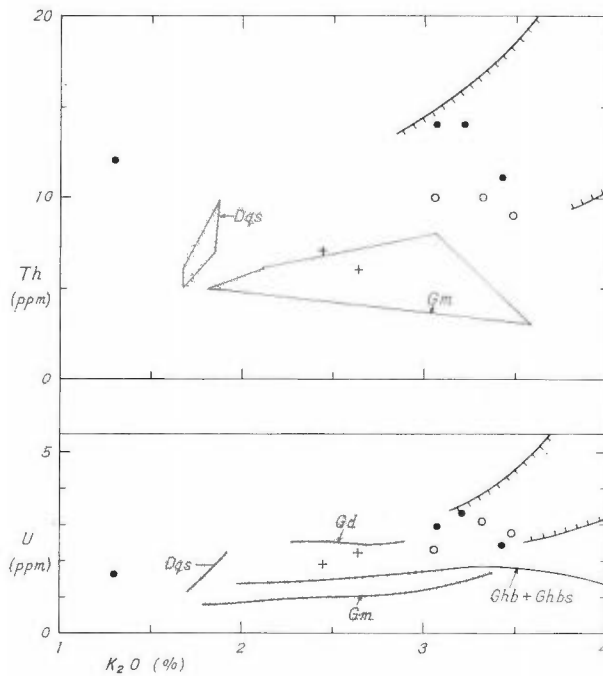 20
10
Dqs
Th
(ppm)
Gm
0
5
Gd
U
(ppm)
Dqs
Ghb + Ghbs
Gm
0
1 2 3 4
K2O (%)